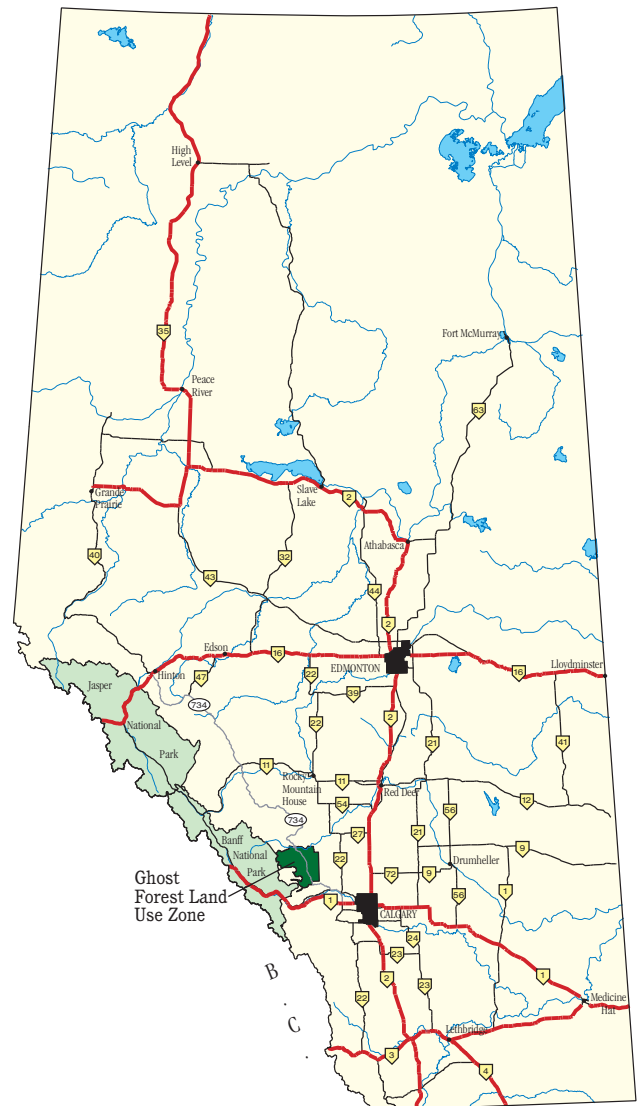 High
Level
35
Fort McMurray
Peace
River
63
Grande
Prairie
Slave
Lake
2
Athabasca
40
43
32
44
2
Edson
16
EDMONTON
16
Lloydminster
Hinton
47
22
39
Jasper
734
National
Park
22
2
21
41
11
Rocky
Mountain
House
11
Red Deer
12
54
56
734
27
21
Banff
National
Park
22
72
9
Drumheller
9
Ghost
Forest Land
Use Zone
56
1
1
CALGARY
24
23
B
.
C
.
2
22
23
1
Medicine
Hat
Lethbridge
3
4